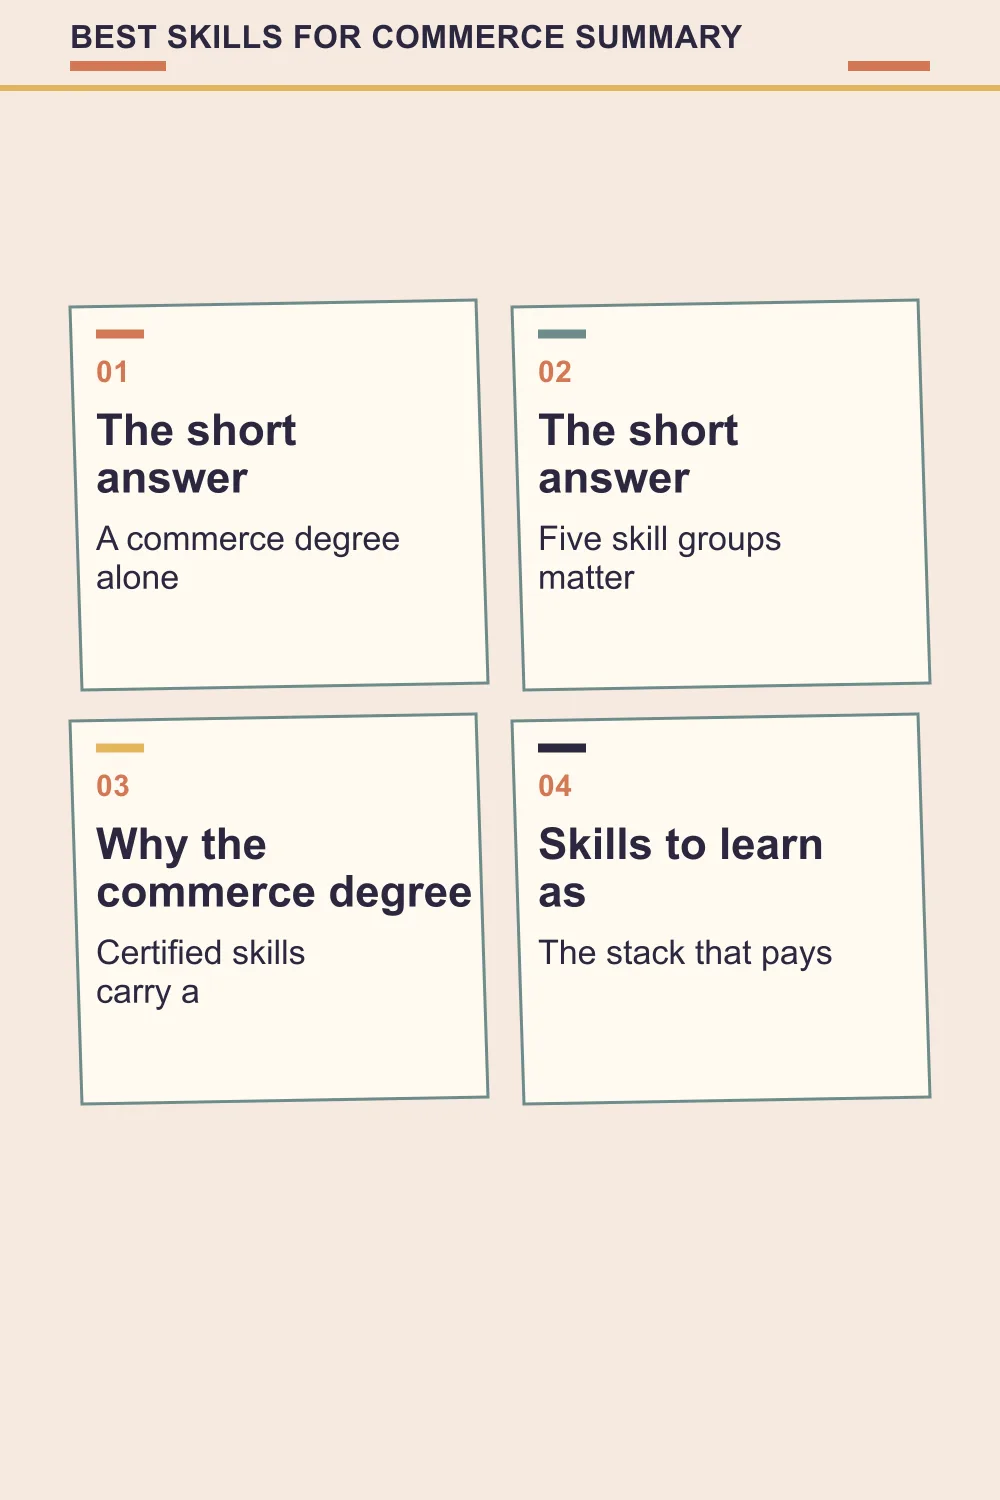 BEST SKILLS FOR COMMERCE SUMMARY
01
The short
answer
A commerce degree
alone
02
The short
answer
Five skill groups
matter
03
Why the
commerce degree
Certified skills
carry a
04
Skills to learn
as
The stack that pays